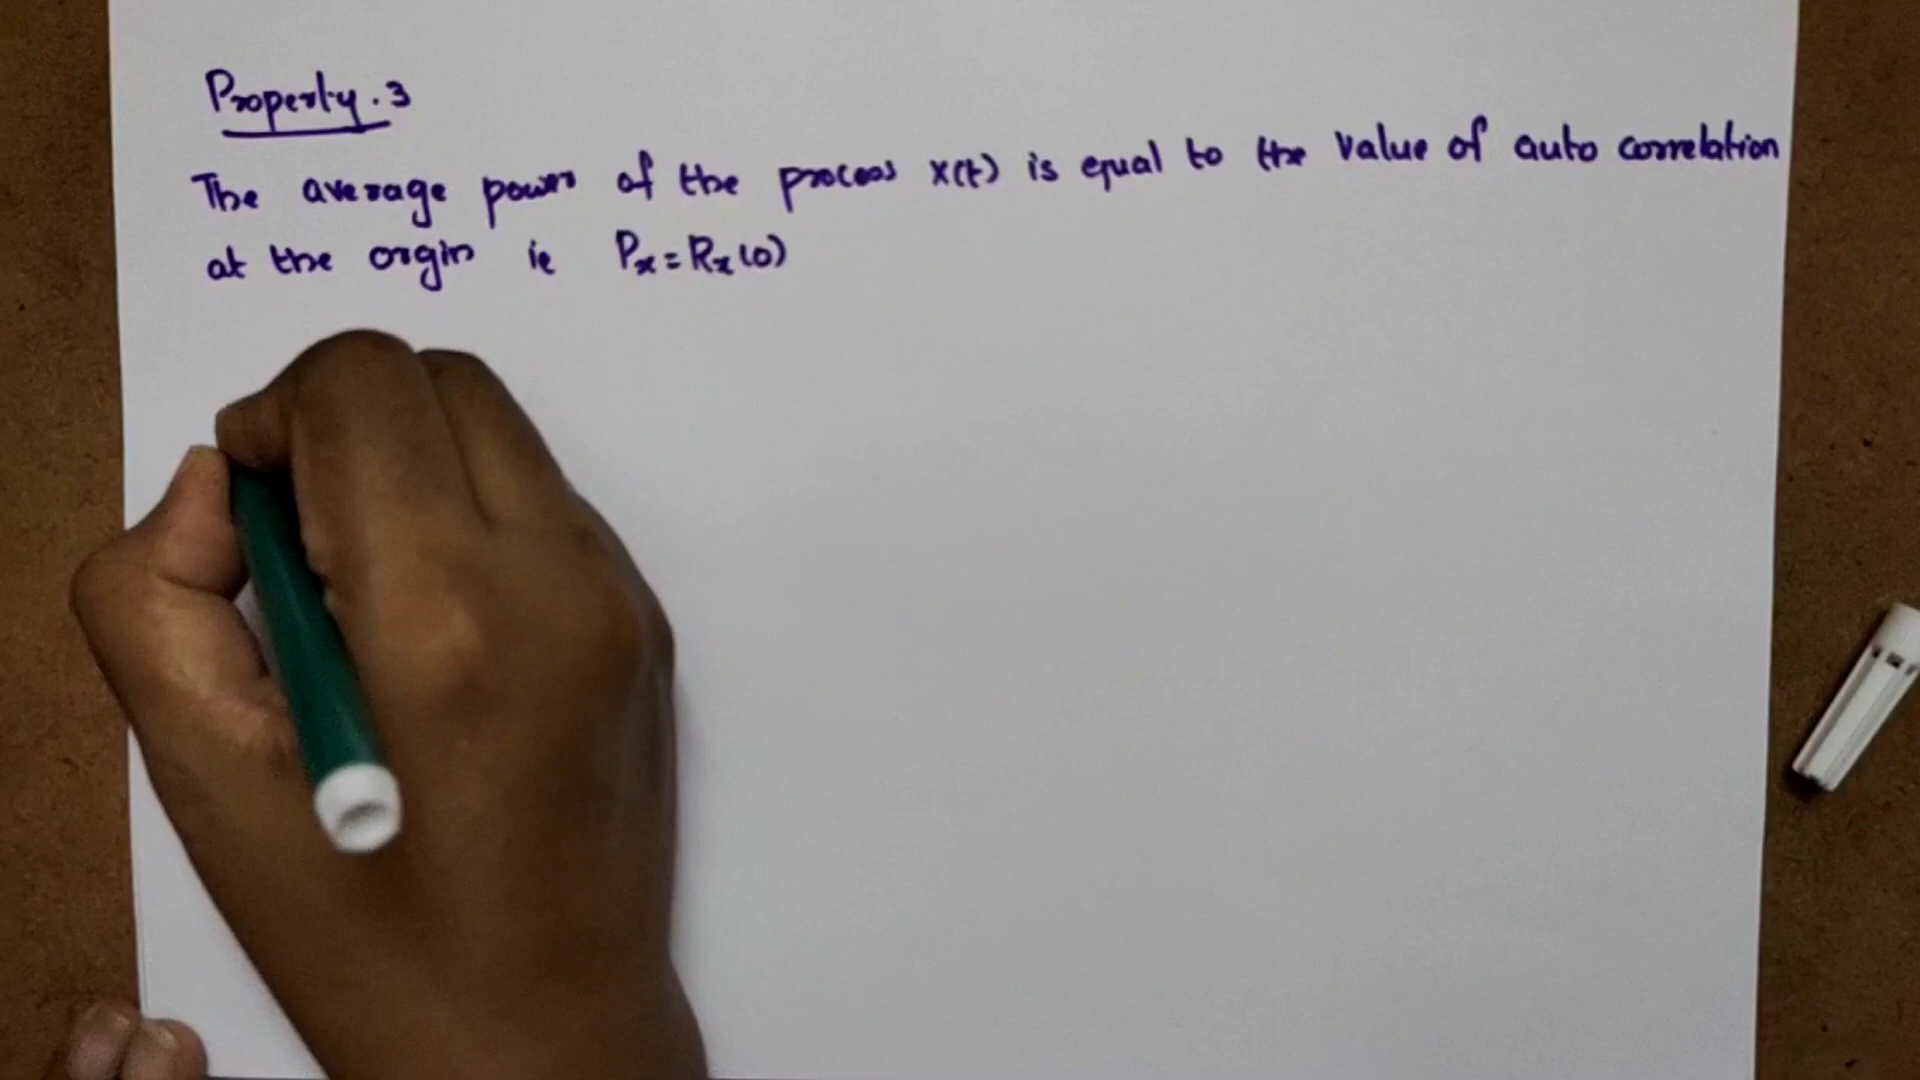 Property.3
The average power of the process X(t) is equal to the value of auto correlation
at the orgin ie Px = Rx(0)